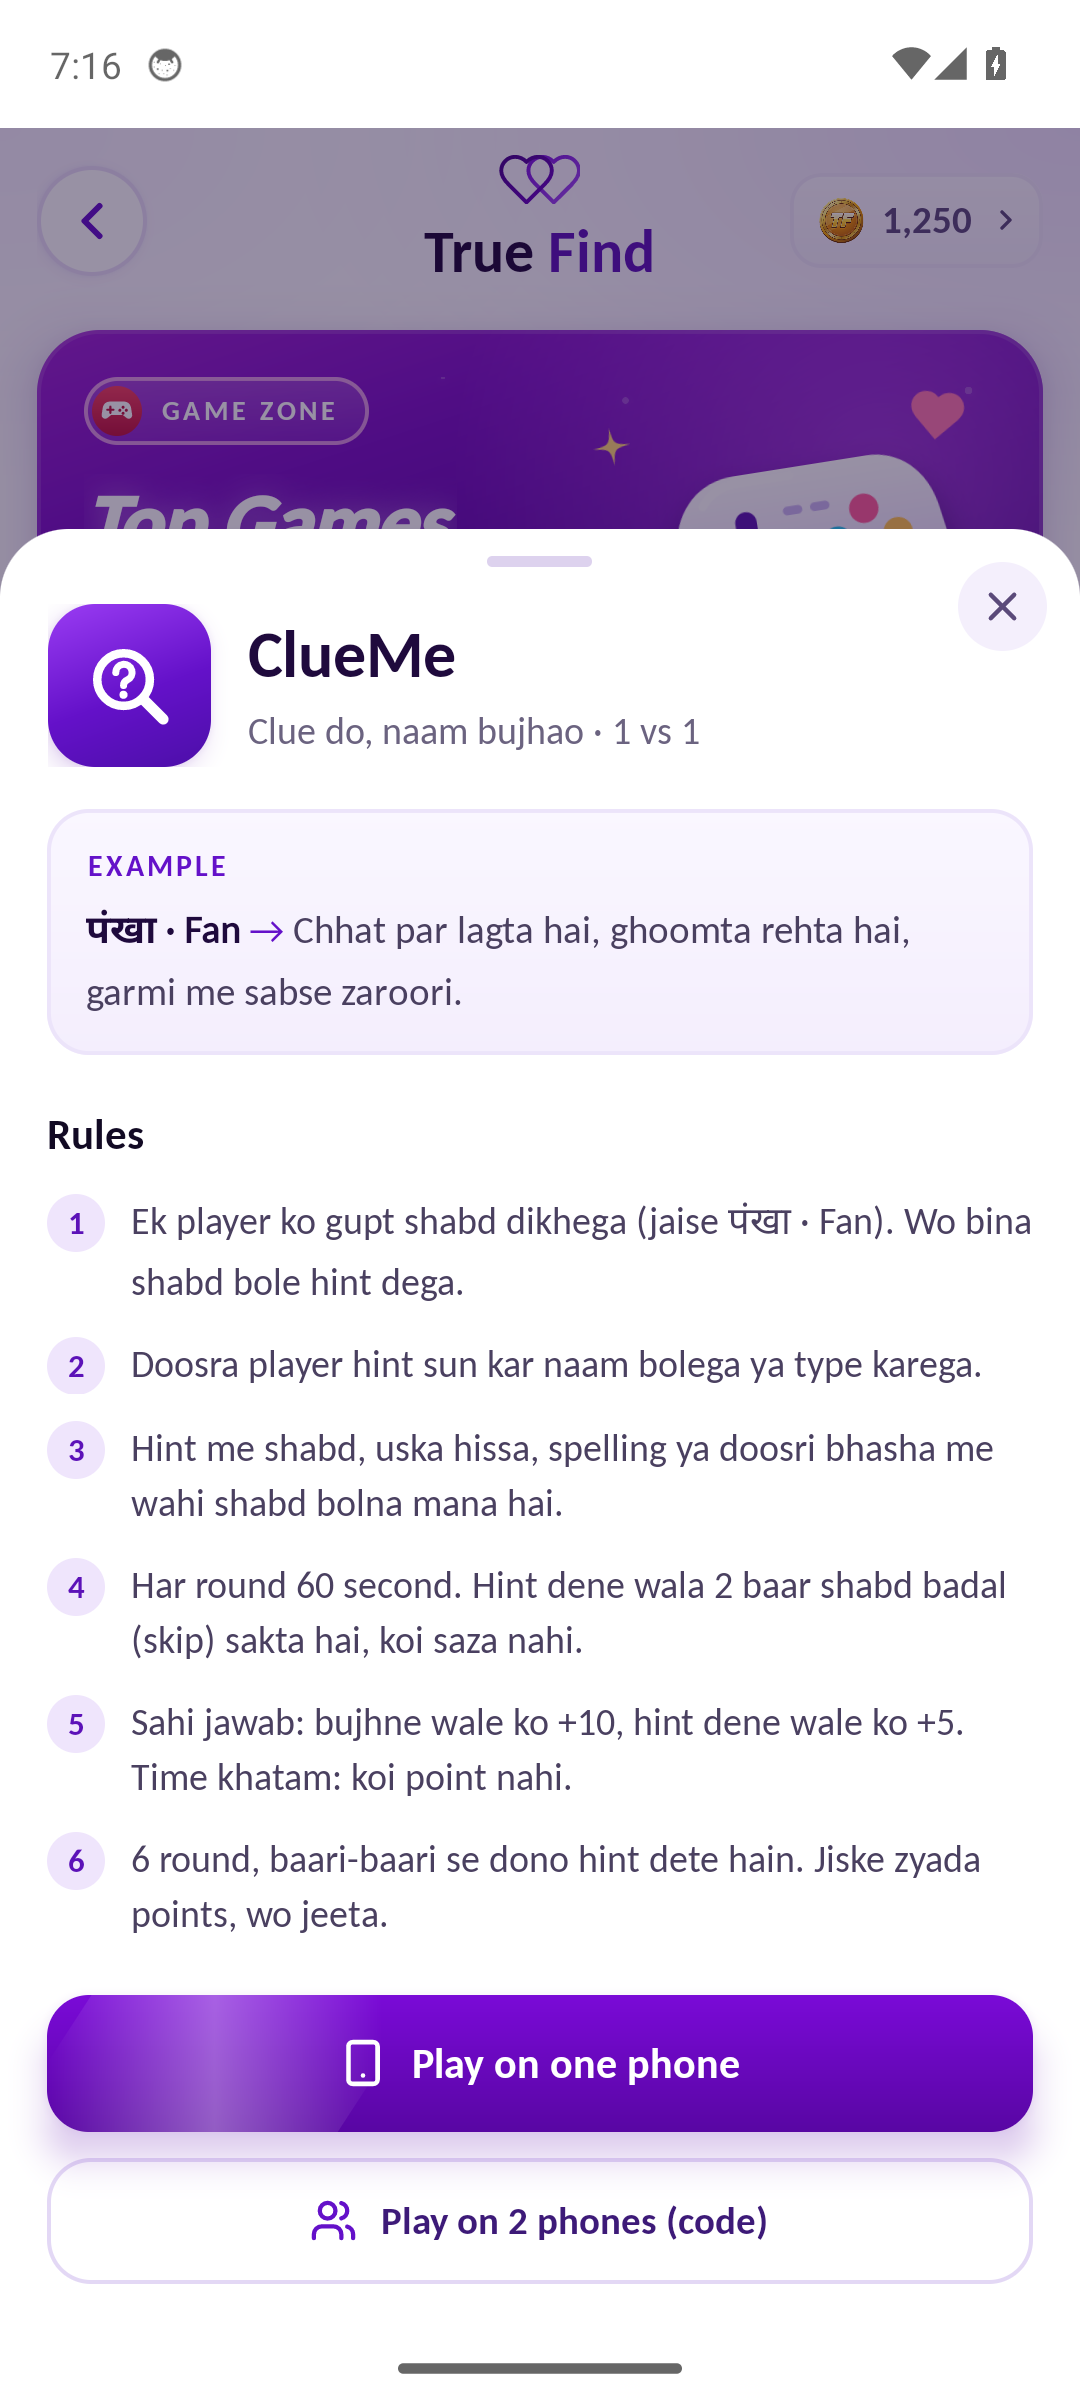 7:16
True Find
TF
1,250
GAME ZONE
Top Games
ClueMe
Clue do, naam bujhao · 1 vs 1
EXAMPLE
पंखा · Fan → Chhat par lagta hai, ghoomta rehta hai,
garmi me sabse zaroori.
Rules
1 Ek player ko gupt shabd dikhega (jaise पंखा · Fan). Wo bina
shabd bole hint dega.
2 Doosra player hint sun kar naam bolega ya type karega.
3 Hint me shabd, uska hissa, spelling ya doosri bhasha me
wahi shabd bolna mana hai.
4 Har round 60 second. Hint dene wala 2 baar shabd badal
(skip) sakta hai, koi saza nahi.
5 Sahi jawab: bujhne wale ko +10, hint dene wale ko +5.
Time khatam: koi point nahi.
6 6 round, baari-baari se dono hint dete hain. Jiske zyada
points, wo jeeta.
Play on one phone
Play on 2 phones (code)